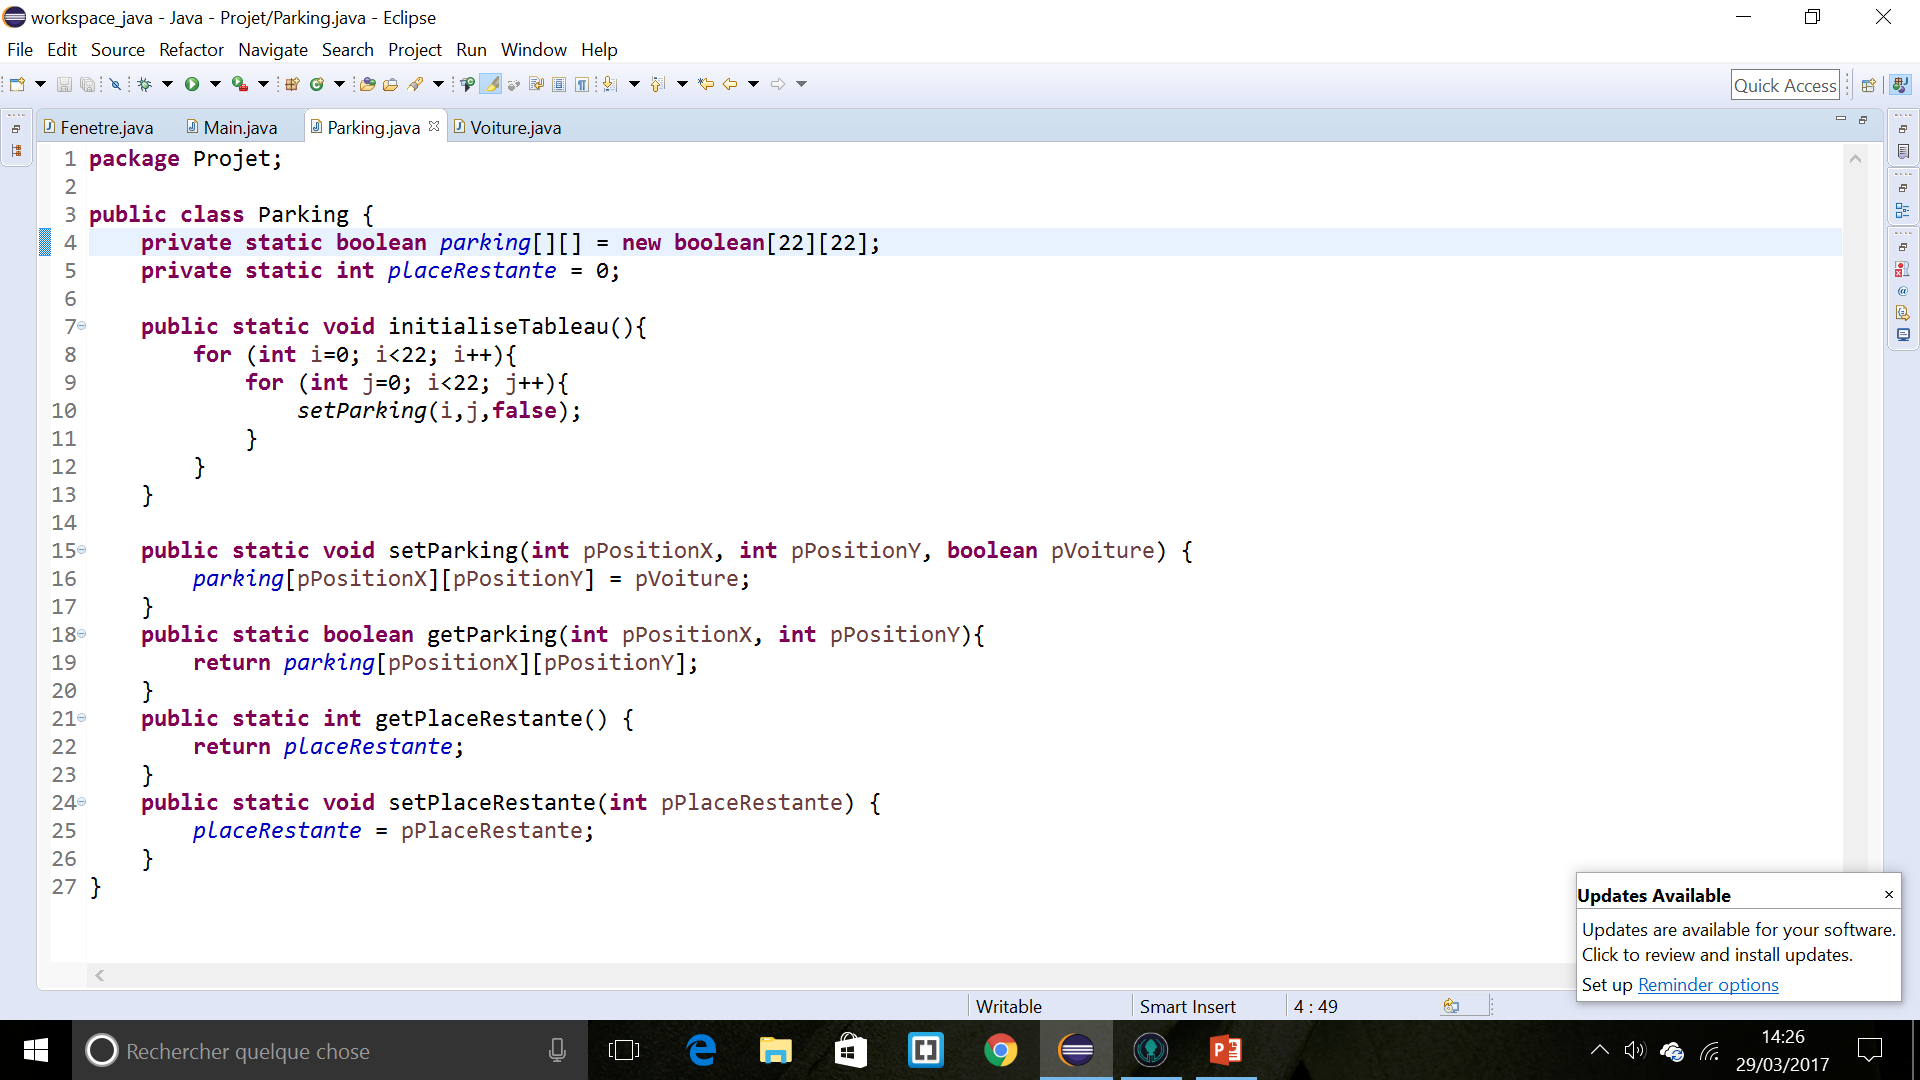 workspace_java - Java - Projet/Parking.java - Eclipse
File Edit Source Refactor Navigate Search Project Run Window Help
Quick Access
Fenetre.java Main.java Parking.java Voiture.java
1 package Projet;
2
3 public class Parking {
4     private static boolean parking[][] = new boolean[22][22];
5     private static int placeRestante = 0;
6
7     public static void initialiseTableau(){
8         for (int i=0; i<22; i++){
9             for (int j=0; i<22; j++){
10                 setParking(i,j,false);
11             }
12         }
13     }
14
15     public static void setParking(int pPositionX, int pPositionY, boolean pVoiture) {
16         parking[pPositionX][pPositionY] = pVoiture;
17     }
18     public static boolean getParking(int pPositionX, int pPositionY){
19         return parking[pPositionX][pPositionY];
20     }
21     public static int getPlaceRestante() {
22         return placeRestante;
23     }
24     public static void setPlaceRestante(int pPlaceRestante) {
25         placeRestante = pPlaceRestante;
26     }
27 }
Updates Available ×
Updates are available for your software.
Click to review and install updates.
Set up Reminder options
Writable Smart Insert 4 : 49
Rechercher quelque chose
14:26
29/03/2017